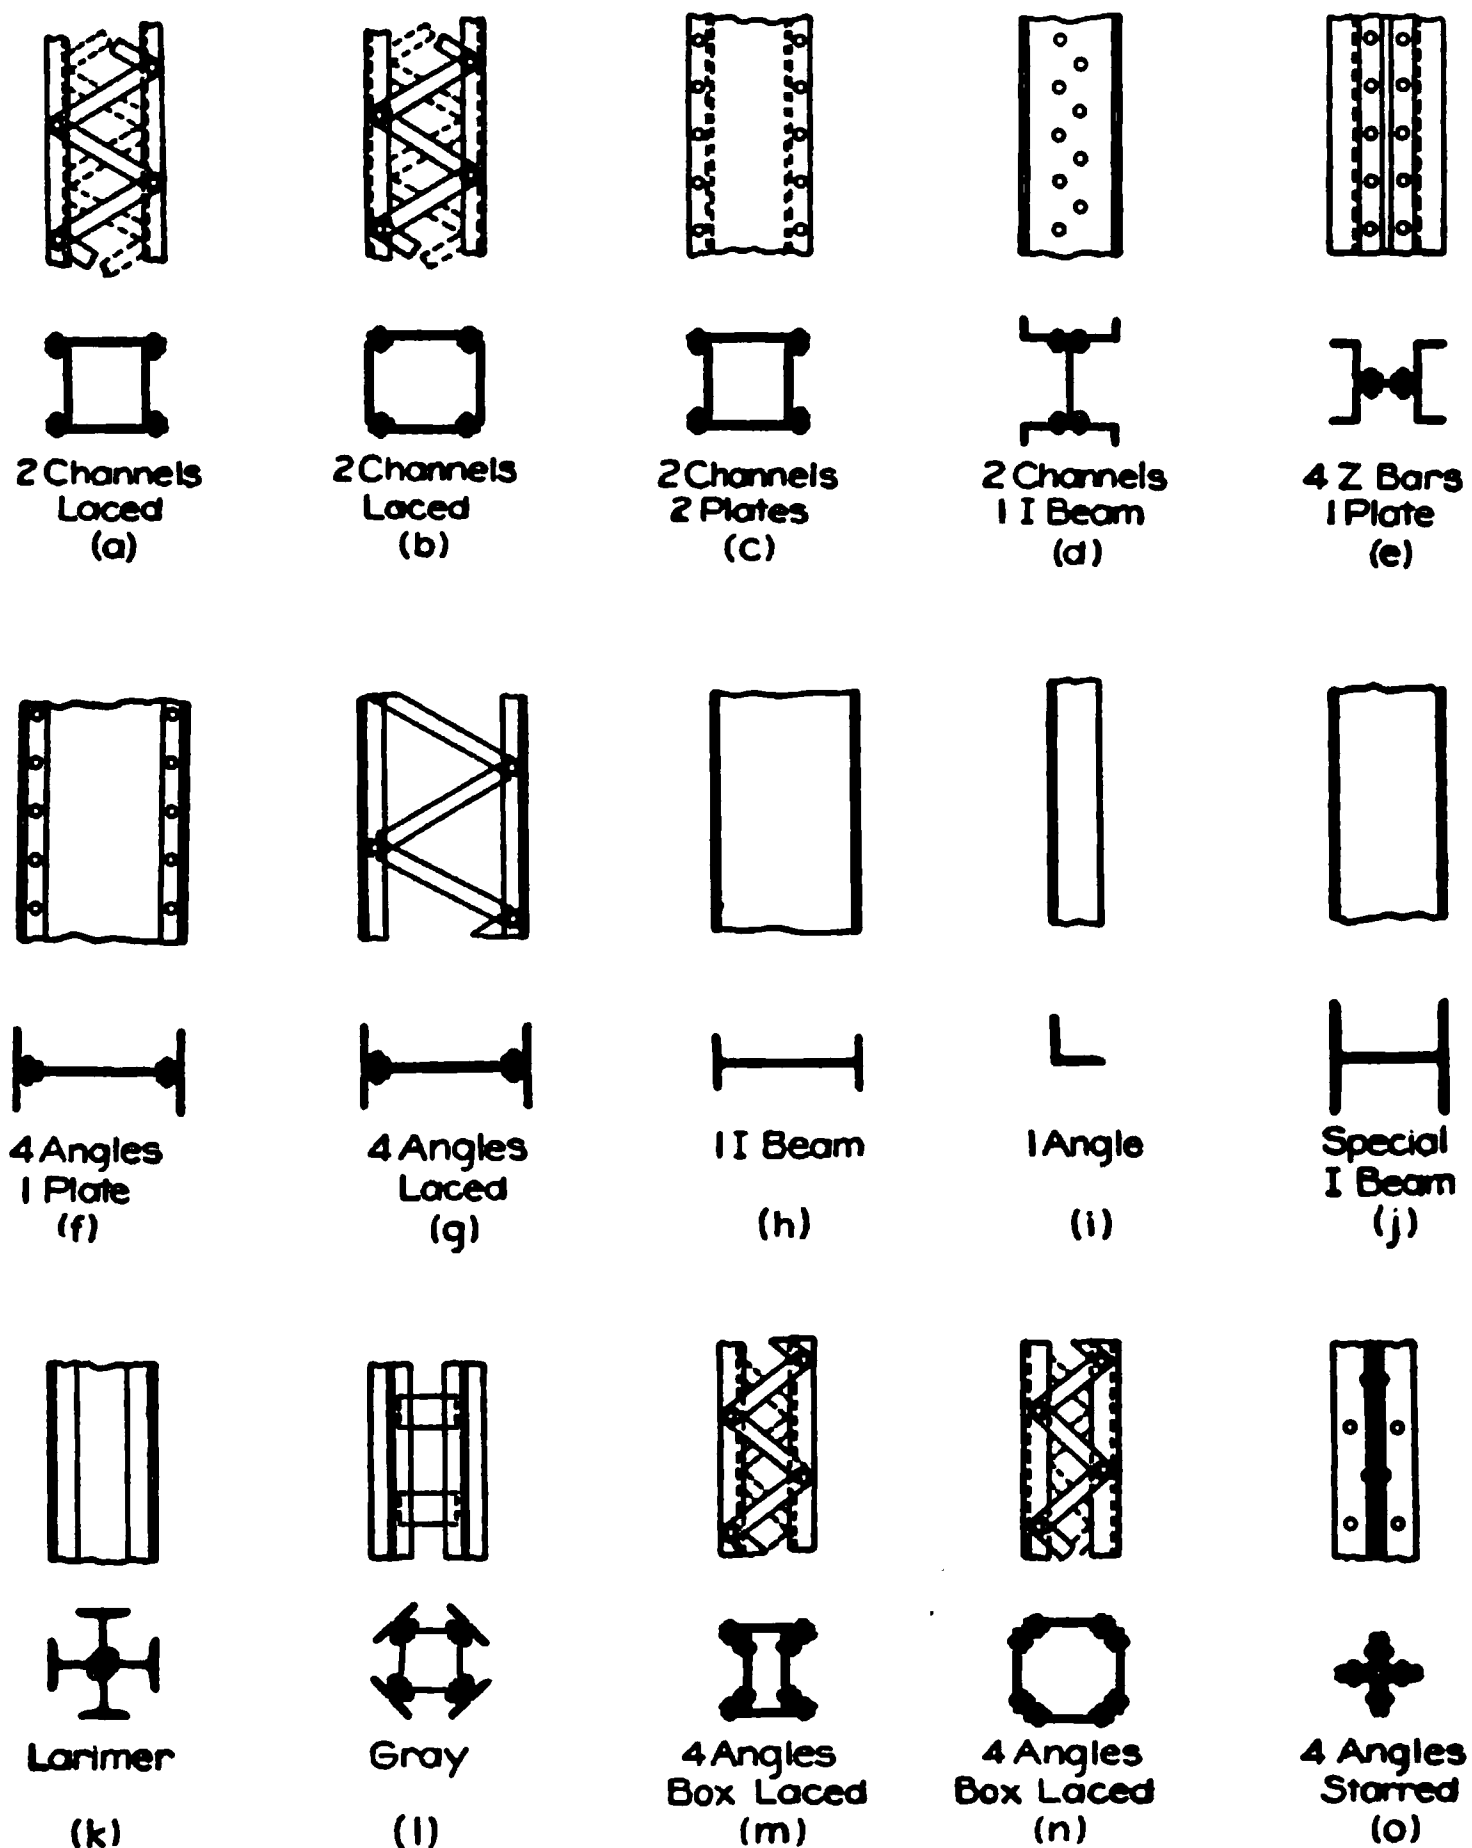 2 Channels
Laced
(a)
2 Channels
Laced
(b)
2 Channels
2 Plates
(c)
2 Channels
1 I Beam
(d)
4 Z Bars
1 Plate
(e)
4 Angles
1 Plate
(f)
4 Angles
Laced
(g)
1 I Beam
(h)
1 Angle
(i)
Special
I Beam
(j)
Larimer
(k)
Gray
(l)
4 Angles
Box Laced
(m)
4 Angles
Box Laced
(n)
4 Angles
Starred
(o)